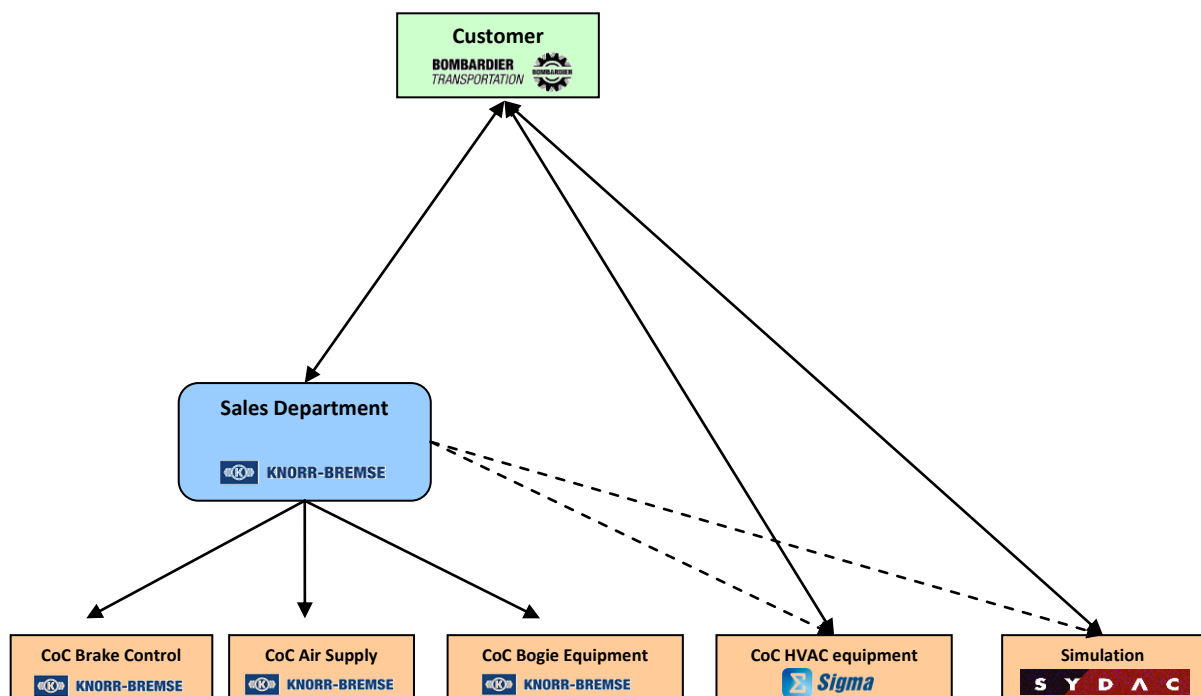 Customer
BOMBARDIER
TRANSPORTATION
BOMBARDIER
Sales Department
KNORR-BREMSE
CoC Brake Control
KNORR-BREMSE
CoC Air Supply
KNORR-BREMSE
CoC Bogie Equipment
KNORR-BREMSE
CoC HVAC equipment
Σ Sigma
Simulation
S Y D Λ C